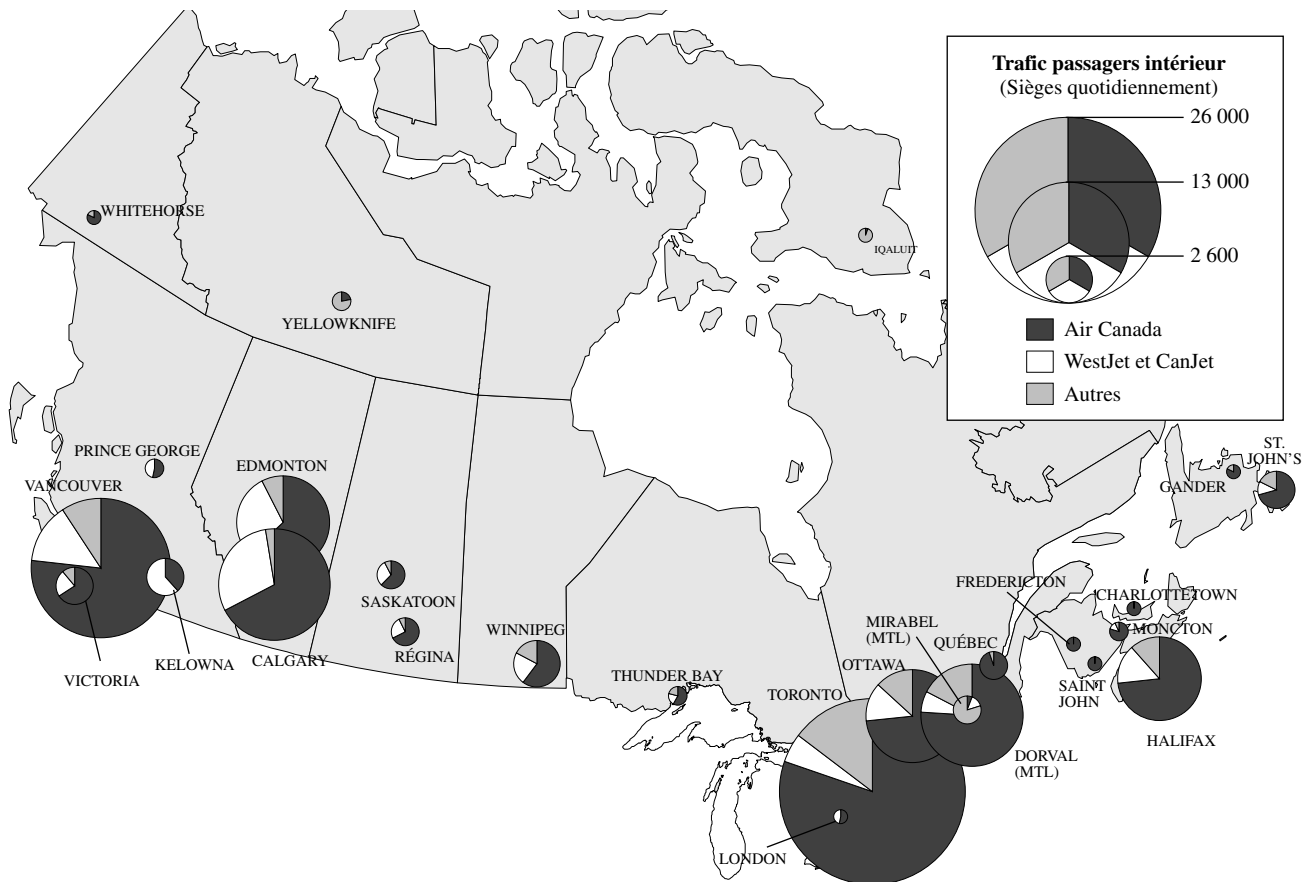 Trafic passagers intérieur
(Sièges quotidiennement)
26 000
13 000
2 600
Air Canada
WestJet et CanJet
Autres
WHITEHORSE
IQALUIT
YELLOWKNIFE
PRINCE GEORGE
EDMONTON
VANCOUVER
ST.
JOHN'S
GANDER
SASKATOON
FREDERICTON
CHARLOTTETOWN
MIRABEL
(MTL)
QUÉBEC
MONCTON
WINNIPEG
RÉGINA
KELOWNA
CALGARY
VICTORIA
THUNDER BAY
OTTAWA
TORONTO
SAINT
JOHN
HALIFAX
DORVAL
(MTL)
LONDON